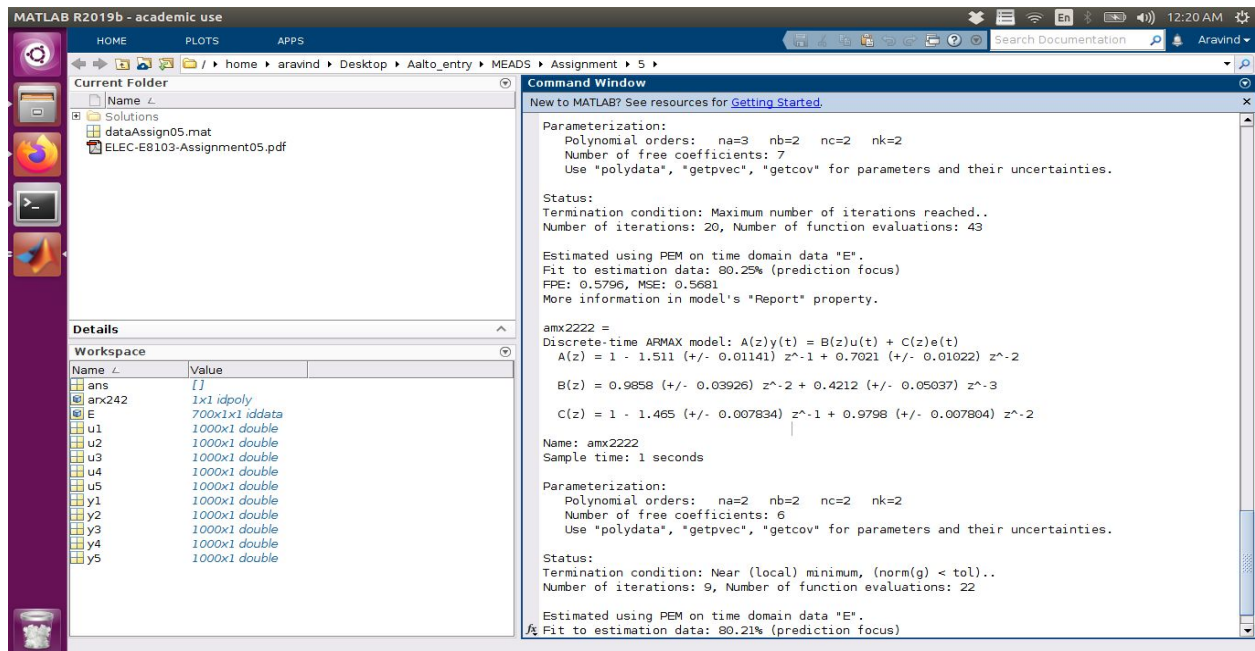 MATLAB R2019b - academic use
En
12:20 AM
HOME PLOTS APPS
Search Documentation
Aravind
/ home aravind Desktop Aalto_entry MEADS Assignment 5
Current Folder
Name
Solutions
dataAssign05.mat
ELEC-E8103-Assignment05.pdf
Details
Workspace
Name Value
ans []
arx242 1x1 idpoly
E 700x1x1 iddata
u1 1000x1 double
u2 1000x1 double
u3 1000x1 double
u4 1000x1 double
u5 1000x1 double
y1 1000x1 double
y2 1000x1 double
y3 1000x1 double
y4 1000x1 double
y5 1000x1 double
Command Window
New to MATLAB? See resources for Getting Started.
Parameterization:
Polynomial orders: na=3 nb=2 nc=2 nk=2
Number of free coefficients: 7
Use "polydata", "getpvec", "getcov" for parameters and their uncertainties.
Status:
Termination condition: Maximum number of iterations reached..
Number of iterations: 20, Number of function evaluations: 43
Estimated using PEM on time domain data "E".
Fit to estimation data: 80.25% (prediction focus)
FPE: 0.5796, MSE: 0.5681
More information in model's "Report" property.
amx2222 =
Discrete-time ARMAX model: A(z)y(t) = B(z)u(t) + C(z)e(t)
A(z) = 1 - 1.511 (+/- 0.01141) z^-1 + 0.7021 (+/- 0.01022) z^-2
B(z) = 0.9858 (+/- 0.03926) z^-2 + 0.4212 (+/- 0.05037) z^-3
C(z) = 1 - 1.465 (+/- 0.007834) z^-1 + 0.9798 (+/- 0.007804) z^-2
Name: amx2222
Sample time: 1 seconds
Parameterization:
Polynomial orders: na=2 nb=2 nc=2 nk=2
Number of free coefficients: 6
Use "polydata", "getpvec", "getcov" for parameters and their uncertainties.
Status:
Termination condition: Near (local) minimum, (norm(g) < tol)..
Number of iterations: 9, Number of function evaluations: 22
Estimated using PEM on time domain data "E".
fx Fit to estimation data: 80.21% (prediction focus)